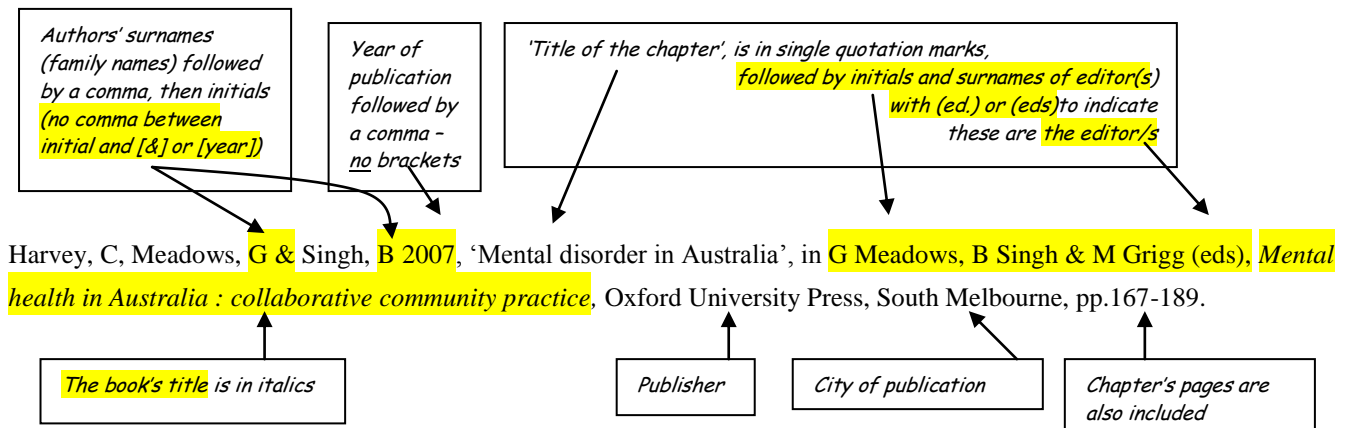 Authors' surnames
(family names) followed
by a comma, then initials
(no comma between
initial and [&] or [year])
Year of
publication
followed by
a comma –
no brackets
'Title of the chapter', is in single quotation marks,
followed by initials and surnames of editor(s)
with (ed.) or (eds)to indicate
these are the editor/s
Harvey, C, Meadows, G & Singh, B 2007, ‘Mental disorder in Australia’, in G Meadows, B Singh & M Grigg (eds), Mental
health in Australia : collaborative community practice, Oxford University Press, South Melbourne, pp.167-189.
The book's title is in italics
Publisher
City of publication
Chapter's pages are
also included